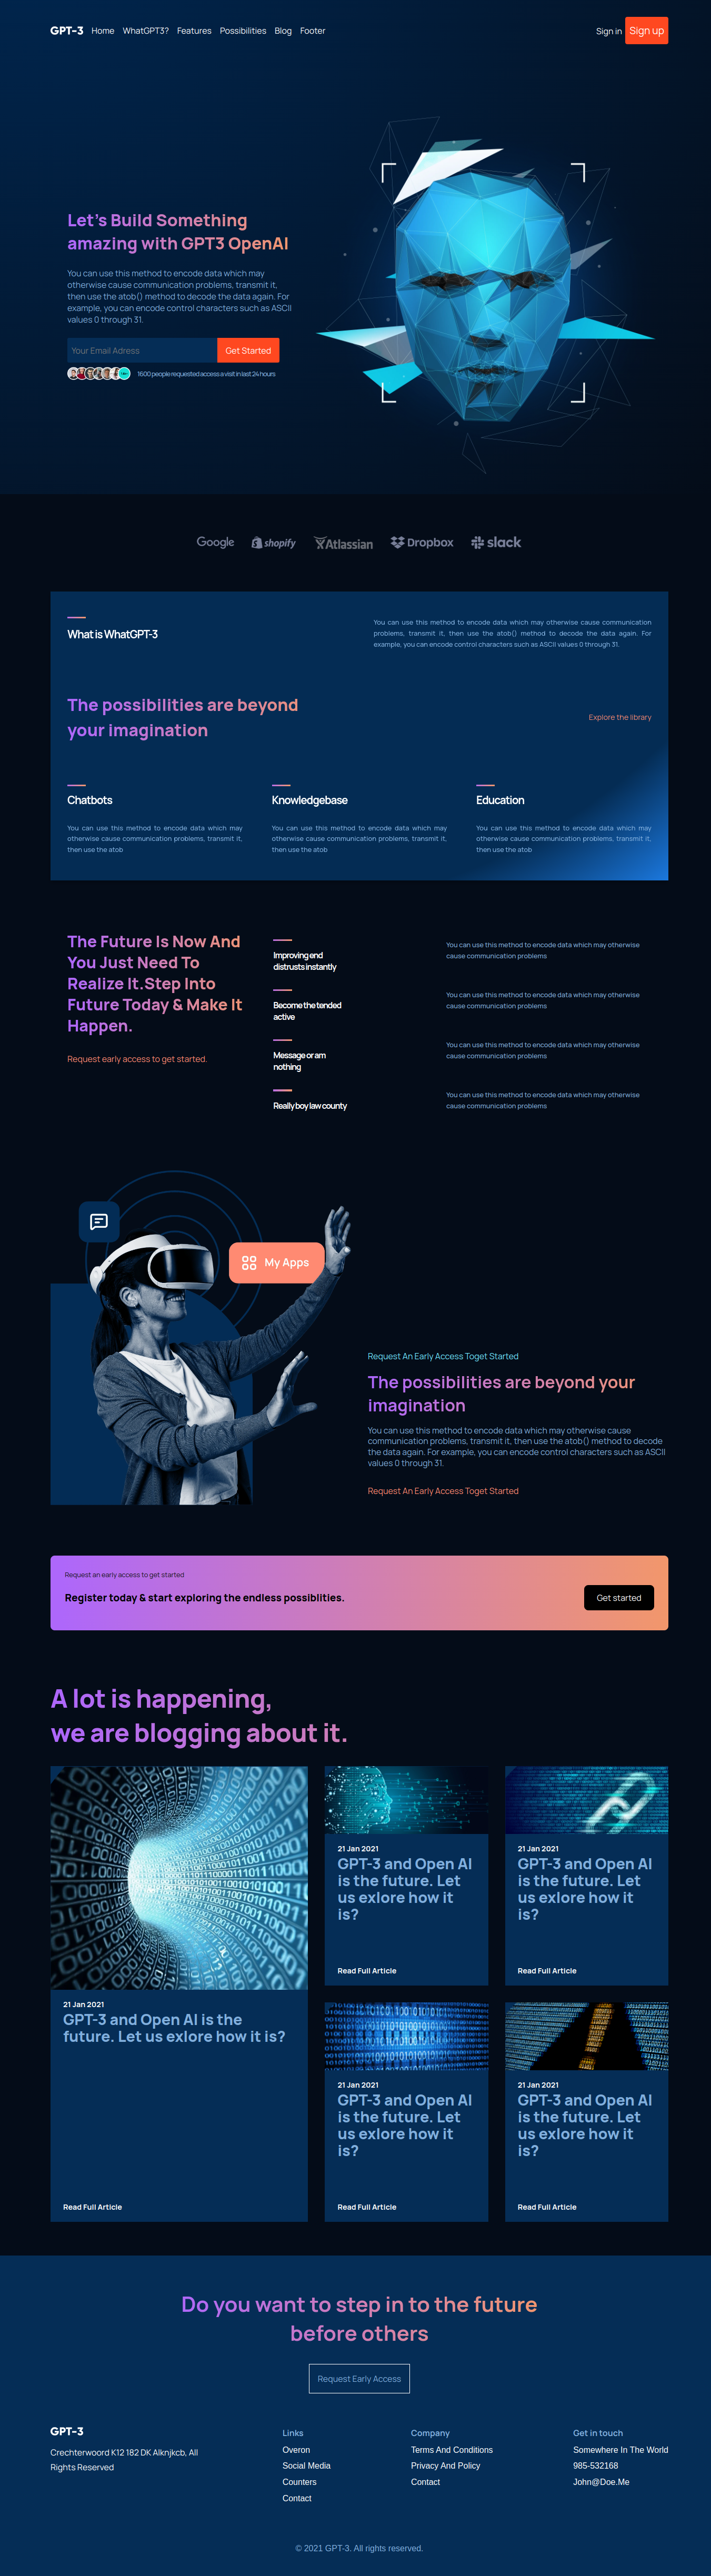 GPT-3 Home WhatGPT3? Features Possibilities Blog Footer Sign in Sign up
Let's Build Something
amazing with GPT3 OpenAI
You can use this method to encode data which may
otherwise cause communication problems, transmit it,
then use the atob() method to decode the data again. For
example, you can encode control characters such as ASCII
values 0 through 31.
Your Email Adress
Get Started
1600 people requested access a visit in last 24 hours
Google shopify Atlassian Dropbox slack
What is WhatGPT-3
You can use this method to encode data which may otherwise cause communication
problems, transmit it, then use the atob() method to decode the data again. For
example, you can encode control characters such as ASCII values 0 through 31.
The possibilities are beyond
your imagination
Explore the library
Chatbots
You can use this method to encode data which may
otherwise cause communication problems, transmit it,
then use the atob
Knowledgebase
You can use this method to encode data which may
otherwise cause communication problems, transmit it,
then use the atob
Education
You can use this method to encode data which may
otherwise cause communication problems, transmit it,
then use the atob
The Future Is Now And
You Just Need To
Realize It.Step Into
Future Today & Make It
Happen.
Request early access to get started.
Improving end
distrusts instantly
You can use this method to encode data which may otherwise
cause communication problems
Become the tended
active
You can use this method to encode data which may otherwise
cause communication problems
Message or am
nothing
You can use this method to encode data which may otherwise
cause communication problems
Really boy law county
You can use this method to encode data which may otherwise
cause communication problems
My Apps
Request An Early Access Toget Started
The possibilities are beyond your
imagination
You can use this method to encode data which may otherwise cause
communication problems, transmit it, then use the atob() method to decode
the data again. For example, you can encode control characters such as ASCII
values 0 through 31.
Request An Early Access Toget Started
Request an early access to get started
Register today & start exploring the endless possiblities.
Get started
A lot is happening,
we are blogging about it.
21 Jan 2021
GPT-3 and Open AI is the
future. Let us exlore how it is?
Read Full Article
21 Jan 2021
GPT-3 and Open AI
is the future. Let
us exlore how it
is?
Read Full Article
21 Jan 2021
GPT-3 and Open AI
is the future. Let
us exlore how it
is?
Read Full Article
21 Jan 2021
GPT-3 and Open AI
is the future. Let
us exlore how it
is?
Read Full Article
21 Jan 2021
GPT-3 and Open AI
is the future. Let
us exlore how it
is?
Read Full Article
Do you want to step in to the future
before others
Request Early Access
GPT-3
Crechterwoord K12 182 DK Alknjkcb, All
Rights Reserved
Links
Overon
Social Media
Counters
Contact
Company
Terms And Conditions
Privacy And Policy
Contact
Get in touch
Somewhere In The World
985-532168
John@Doe.Me
© 2021 GPT-3. All rights reserved.